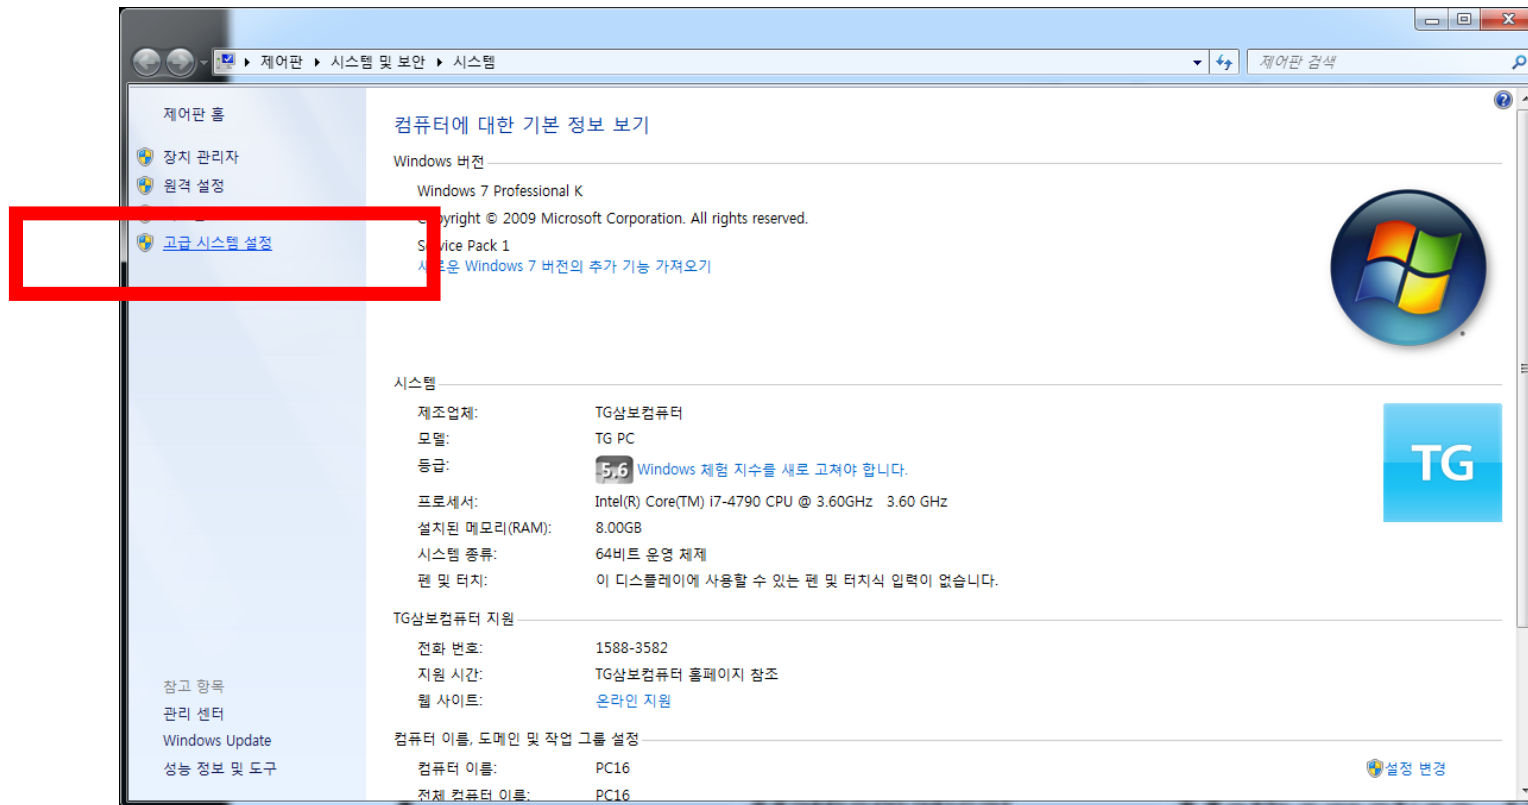 제어판 ▸ 시스템 및 보안 ▸ 시스템
제어판 검색
제어판 홈
장치 관리자
원격 설정
고급 시스템 설정
참고 항목
관리 센터
Windows Update
성능 정보 및 도구
컴퓨터에 대한 기본 정보 보기
Windows 버전
Windows 7 Professional K
pyright © 2009 Microsoft Corporation. All rights reserved.
Service Pack 1
Windows 7 버전의 추가 기능 가져오기
시스템
제조업체: TG삼보컴퓨터
모델: TG PC
등급: 5,6 Windows 체험 지수를 새로 고쳐야 합니다.
프로세서: Intel(R) Core(TM) i7-4790 CPU @ 3.60GHz 3.60 GHz
설치된 메모리(RAM): 8.00GB
시스템 종류: 64비트 운영 체제
펜 및 터치: 이 디스플레이에 사용할 수 있는 펜 및 터치식 입력이 없습니다.
TG
TG삼보컴퓨터 지원
전화 번호: 1588-3582
지원 시간: TG삼보컴퓨터 홈페이지 참조
웹 사이트: 온라인 지원
컴퓨터 이름, 도메인 및 작업 그룹 설정
컴퓨터 이름: PC16
설정 변경
전체 컴퓨터 이름: PC16